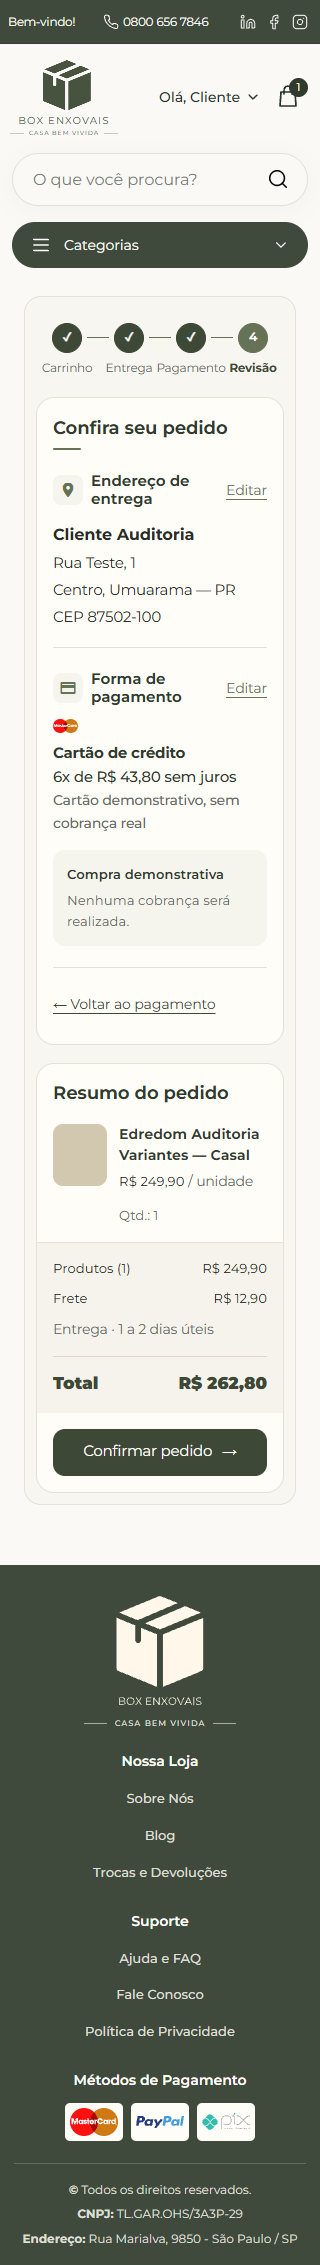 Bem-vindo! 0800 656 7846
BOX ENXOVAIS
CASA BEM VIVIDA
Olá, Cliente
1
O que você procura?
Categorias
4
Carrinho Entrega Pagamento Revisão
Confira seu pedido
Endereço de
entrega
Editar
Cliente Auditoria
Rua Teste, 1
Centro, Umuarama — PR
CEP 87502-100
Forma de
pagamento
Editar
Cartão de crédito
6x de R$ 43,80 sem juros
Cartão demonstrativo, sem
cobrança real
Compra demonstrativa
Nenhuma cobrança será
realizada.
← Voltar ao pagamento
Resumo do pedido
Edredom Auditoria
Variantes — Casal
R$ 249,90 / unidade
Qtd.: 1
Produtos (1) R$ 249,90
Frete R$ 12,90
Entrega · 1 a 2 dias úteis
Total R$ 262,80
Confirmar pedido →
BOX ENXOVAIS
CASA BEM VIVIDA
Nossa Loja
Sobre Nós
Blog
Trocas e Devoluções
Suporte
Ajuda e FAQ
Fale Conosco
Política de Privacidade
Métodos de Pagamento
MasterCard PayPal pix
© Todos os direitos reservados.
CNPJ: TL.GAR.OHS/3A3P-29
Endereço: Rua Marialva, 9850 - São Paulo / SP